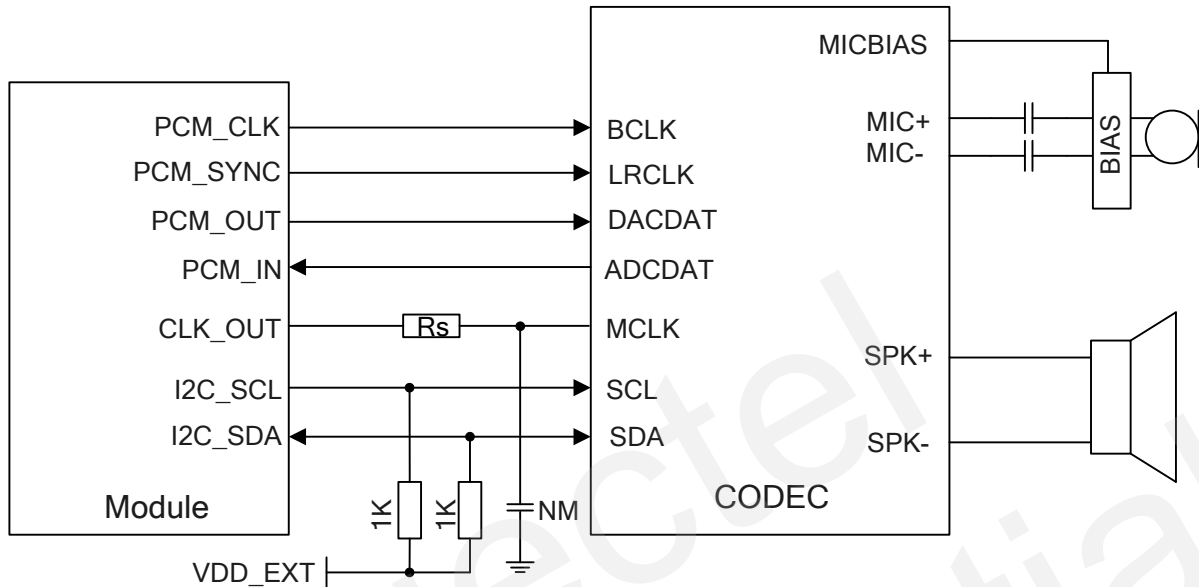 MICBIAS
PCM_CLK
BCLK
MIC+
PCM_SYNC
LRCLK
MIC-
BIAS
PCM_OUT
DACDAT
PCM_IN
ADCDAT
CLK_OUT
Rs
MCLK
SPK+
I2C_SCL
SCL
I2C_SDA
SDA
SPK-
Module
1K
1K
NM
CODEC
VDD_EXT